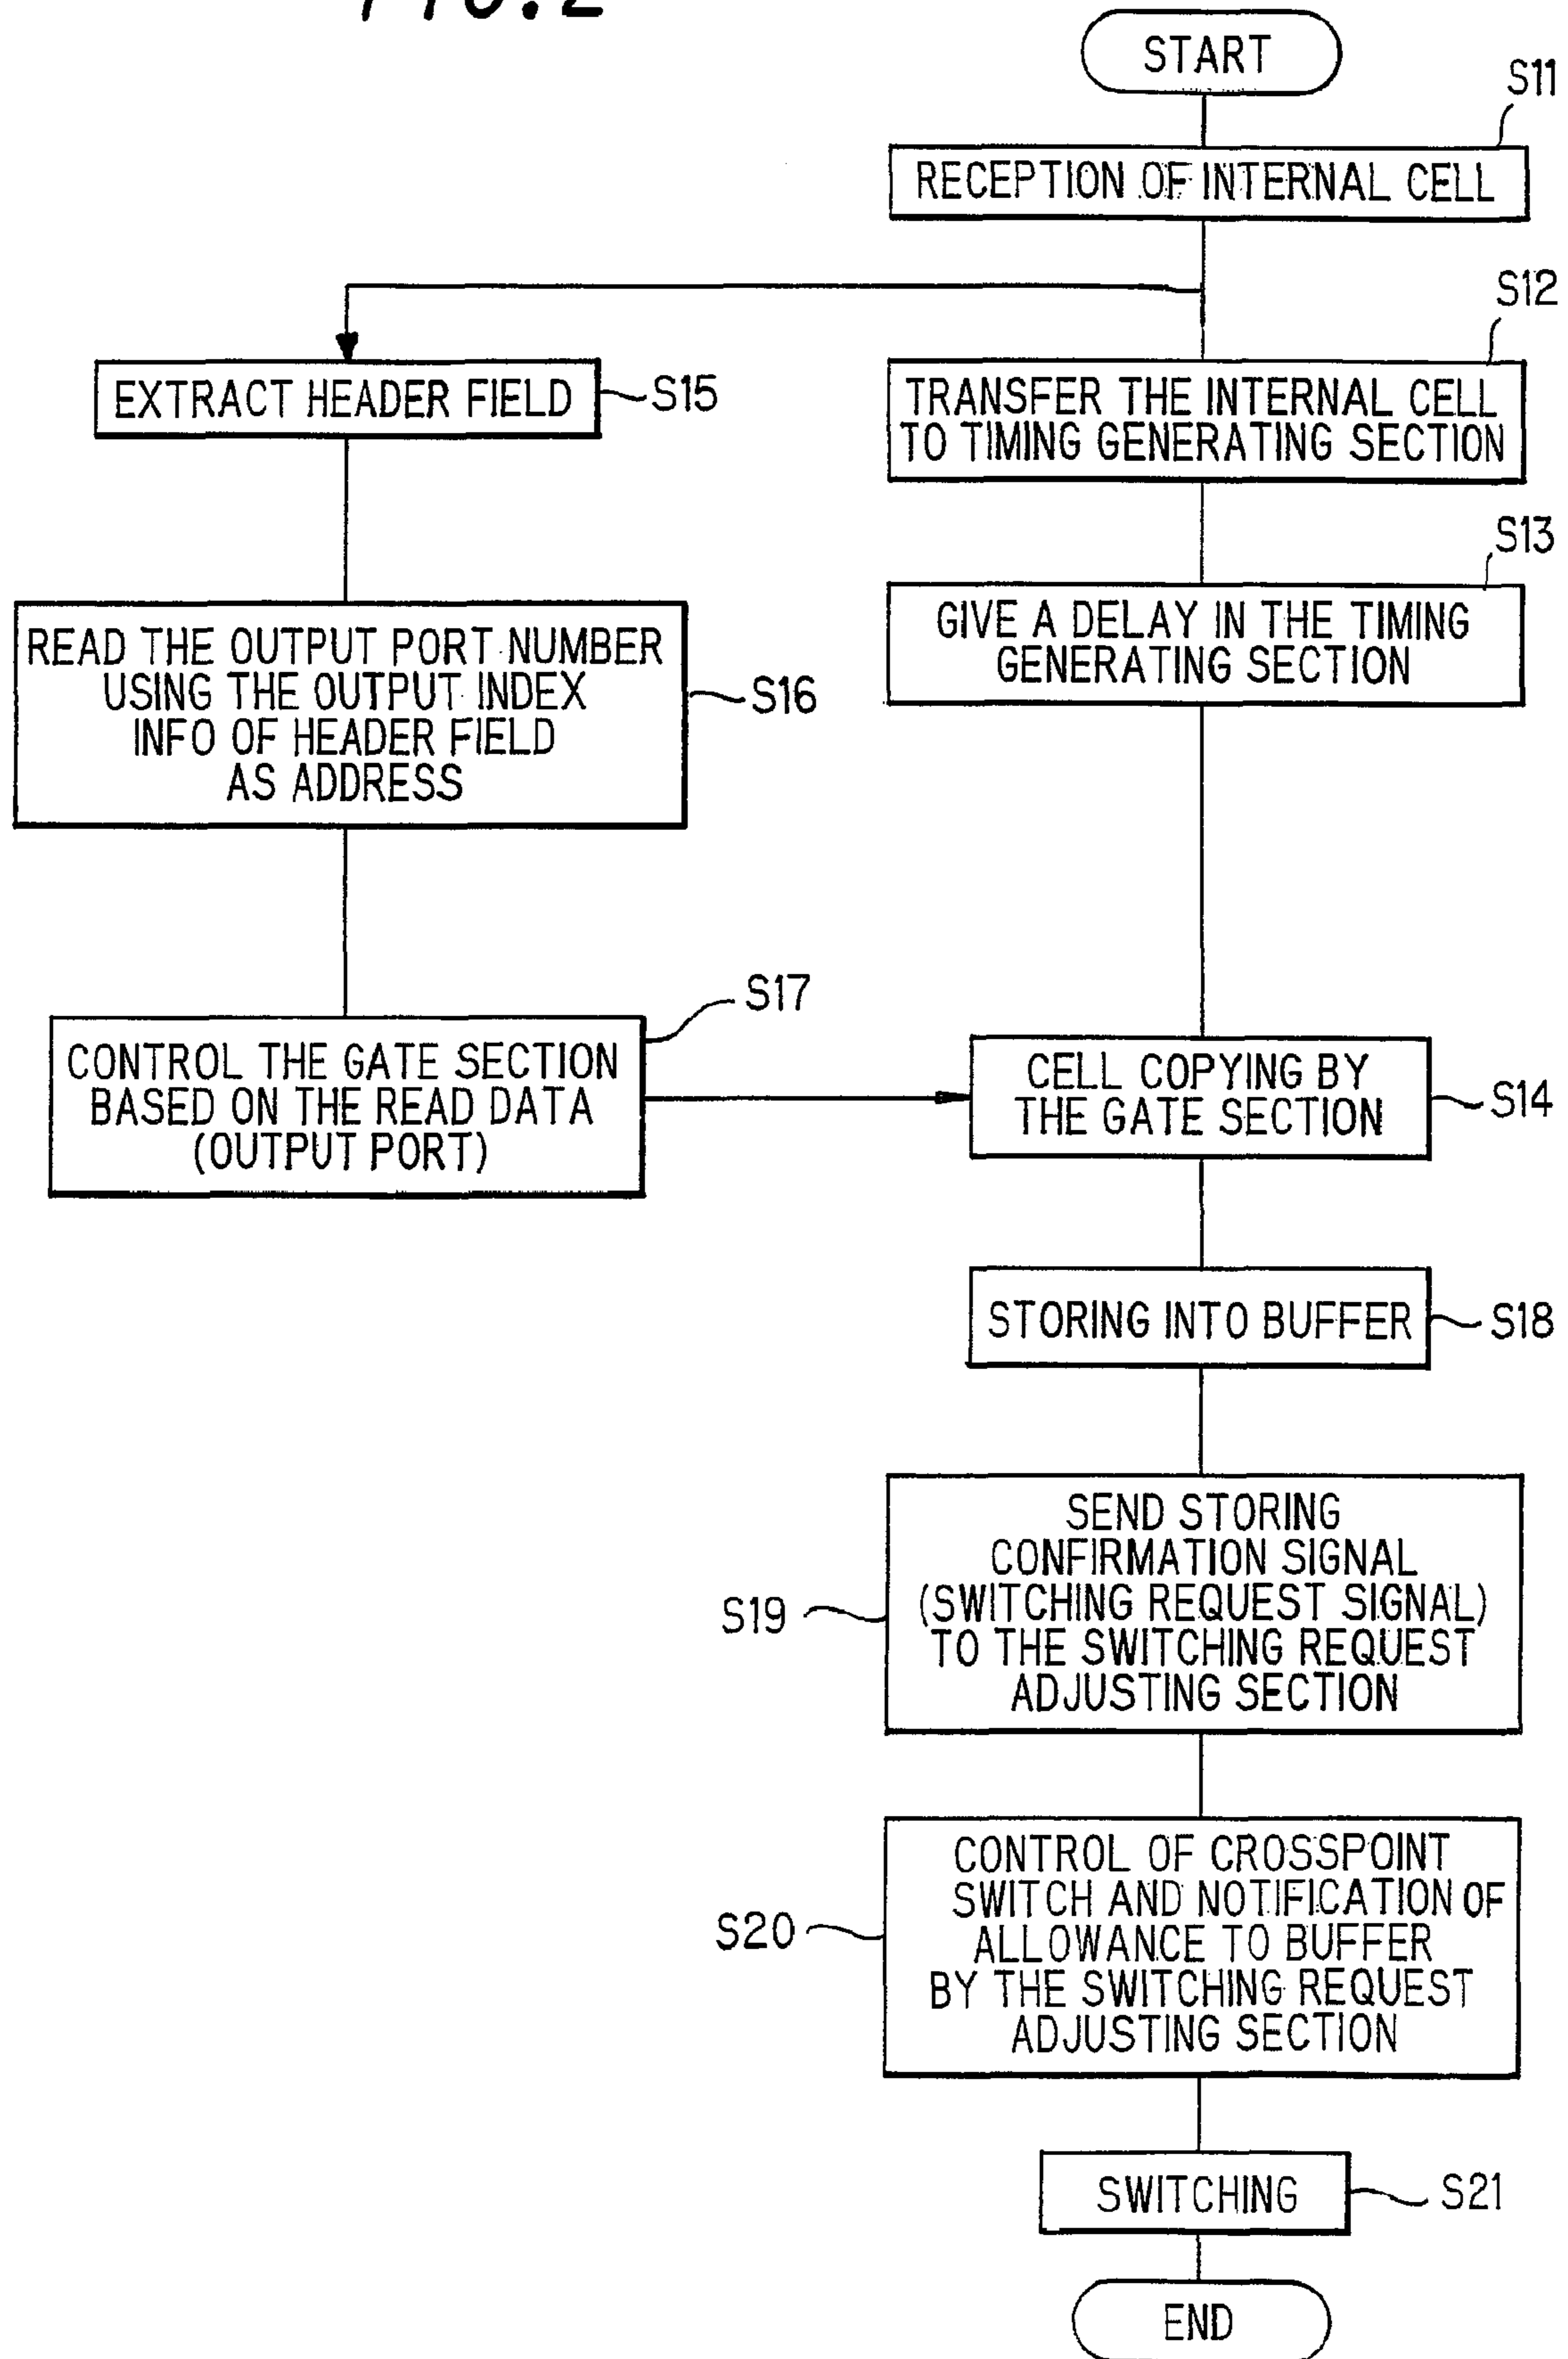 FIG. 2
START
S11
RECEPTION OF INTERNAL CELL
S12
TRANSFER THE INTERNAL CELL
TO TIMING GENERATING SECTION
EXTRACT HEADER FIELD
S15
S13
GIVE A DELAY IN THE TIMING
GENERATING SECTION
READ THE OUTPUT PORT NUMBER
USING THE OUTPUT INDEX
INFO OF HEADER FIELD
AS ADDRESS
S16
S17
CONTROL THE GATE SECTION
BASED ON THE READ DATA
(OUTPUT PORT)
CELL COPYING BY
THE GATE SECTION
S14
STORING INTO BUFFER
S18
SEND STORING
CONFIRMATION SIGNAL
(SWITCHING REQUEST SIGNAL)
TO THE SWITCHING REQUEST
ADJUSTING SECTION
S19
CONTROL OF CROSSPOINT
SWITCH AND NOTIFICATION OF
ALLOWANCE TO BUFFER
BY THE SWITCHING REQUEST
ADJUSTING SECTION
S20
SWITCHING
S21
END